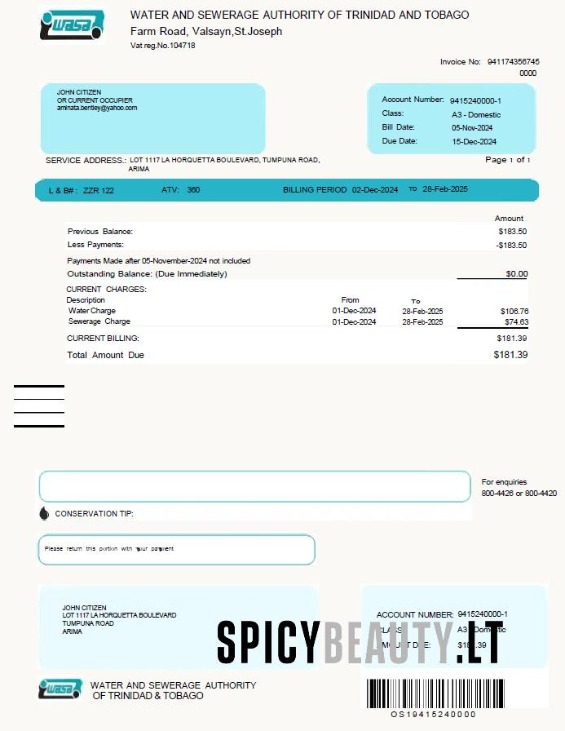 wasa
WATER AND SEWERAGE AUTHORITY OF TRINIDAD AND TOBAGO
Farm Road, Valsayn,St.Joseph
Vat reg.No.104718
Invoice No: 941174356745
0000
JOHN CITIZEN
OR CURRENT OCCUPIER
aminata.bentley@yahoo.com
Account Number: 9415240000-1
Class: A3 - Domestic
Bill Date: 05-Nov-2024
Due Date: 15-Dec-2024
SERVICE ADDRESS.: LOT 1117 LA HORQUETTA BOULEVARD, TUMPUNA ROAD,
ARIMA
Page 1 of 1
L & B#: ZZR 122 ATV: 360 BILLING PERIOD 02-Dec-2024 TO 28-Feb-2025
Amount
Previous Balance: $183.50
Less Payments: -$183.50
Payments Made after 05-November-2024 not included
Outstanding Balance: (Due Immediately) $0.00
CURRENT CHARGES:
Description From To
Water Charge 01-Dec-2024 28-Feb-2025 $106.76
Sewerage Charge 01-Dec-2024 28-Feb-2025 $74.63
CURRENT BILLING: $181.39
Total Amount Due $181.39
For enquiries
800-4426 or 800-4420
CONSERVATION TIP:
Please return this portion with your payment
JOHN CITIZEN
LOT 1117 LA HORQUETTA BOULEVARD
TUMPUNA ROAD
ARIMA
ACCOUNT NUMBER: 9415240000-1
CLASS: A3 - Domestic
AMOUNT DUE: $181.39
SPICYBEAUTY.LT
wasa
WATER AND SEWERAGE AUTHORITY
OF TRINIDAD & TOBAGO
OS19415240000